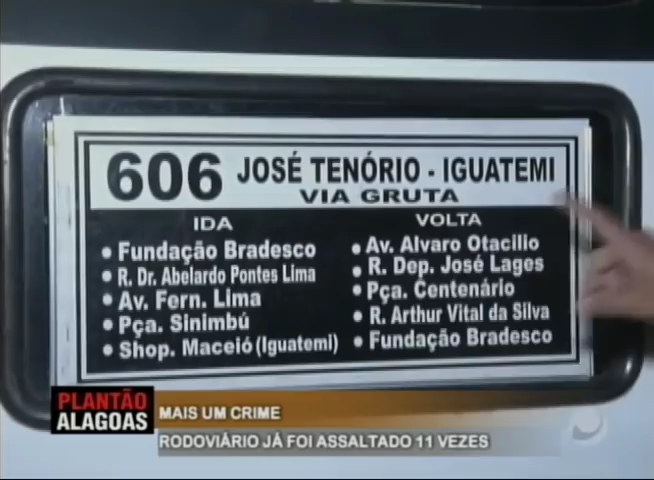 606 JOSÉ TENÓRIO - IGUATEMI
VIA GRUTA
IDA
• Fundação Bradesco
• R. Dr. Abelardo Pontes Lima
• Av. Fern. Lima
• Pça. Sinimbú
• Shop. Maceió (Iguatemi)
VOLTA
• Av. Alvaro Otacilio
• R. Dep. José Lages
• Pça. Centenário
• R. Arthur Vital da Silva
• Fundação Bradesco
PLANTÃO
ALAGOAS
MAIS UM CRIME
RODOVIÁRIO JÁ FOI ASSALTADO 11 VEZES